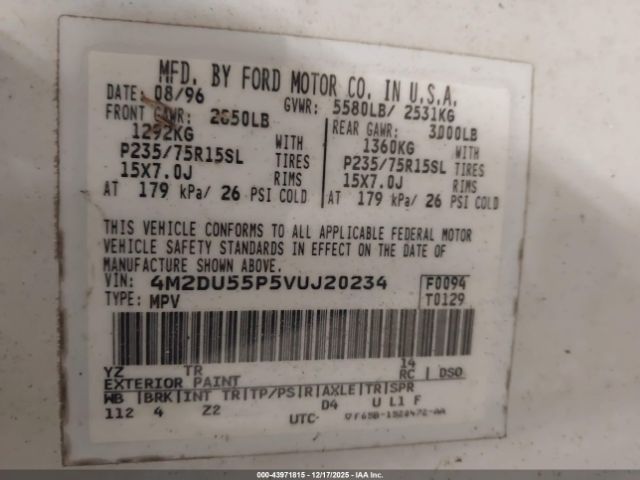 MFD. BY FORD MOTOR CO. IN U.S.A.
DATE: 08/96 GVWR: 5580LB/ 2531KG
FRONT GAWR: 2850LB REAR GAWR: 3000LB
1292KG WITH 1360KG WITH
P235/75R15SL TIRES P235/75R15SL TIRES
15X7.0J RIMS 15X7.0J RIMS
AT 179 kPa/ 26 PSI COLD AT 179 kPa/ 26 PSI COLD
THIS VEHICLE CONFORMS TO ALL APPLICABLE FEDERAL MOTOR
VEHICLE SAFETY STANDARDS IN EFFECT ON THE DATE OF
MANUFACTURE SHOWN ABOVE.
VIN: 4M2DU55P5VUJ20234 F0094
TYPE: MPV T0129
YZ TR 14
EXTERIOR PAINT RC DSO
WB BRK INT TR TP/PS R AXLE TR SPR
112 4 Z2 D4 U L1 F
UTC-
000-43971815 - 12/17/2025 - IAAI.COM